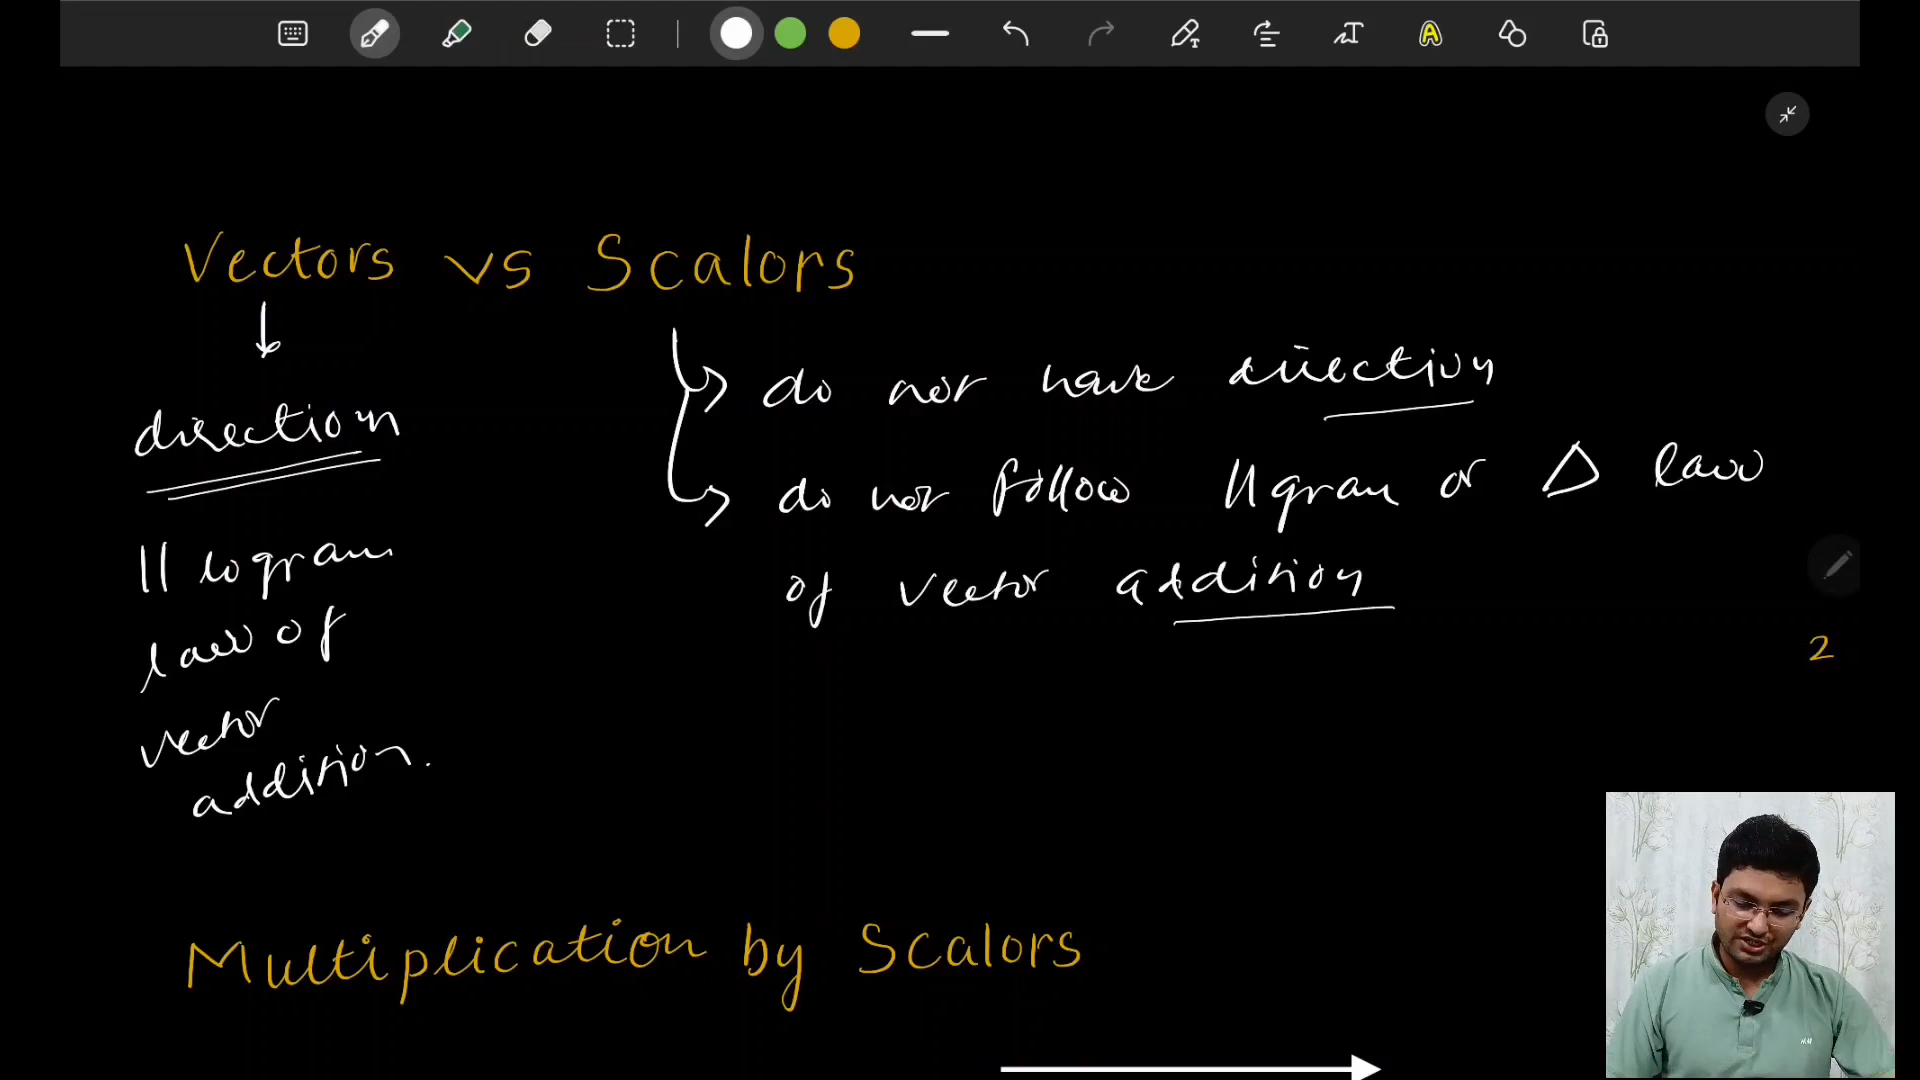 Vectors vs Scalors
direction
|| logram
law of
vector
addition.
do not have direction
do not follow ||gram or Δ law
of vector addition
2
Multiplication by Scalors